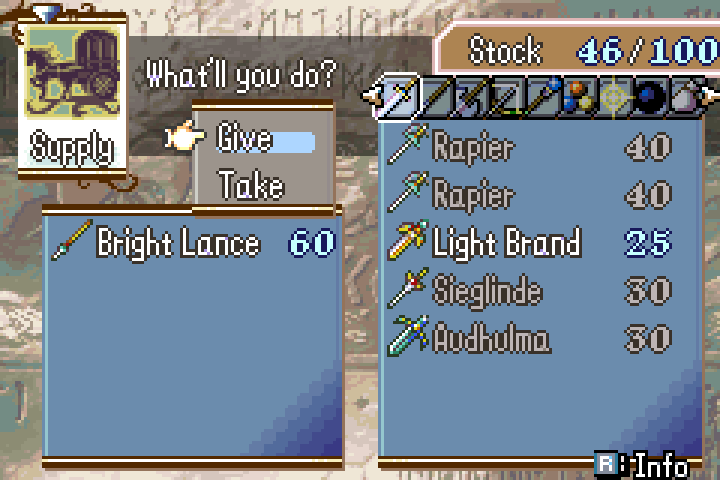 Stock 46/100
What'll you do?
Supply
Give
Take
Bright Lance 60
Rapier 40
Rapier 40
Light Brand 25
Sieglinde 30
Audhulma 30
R:Info